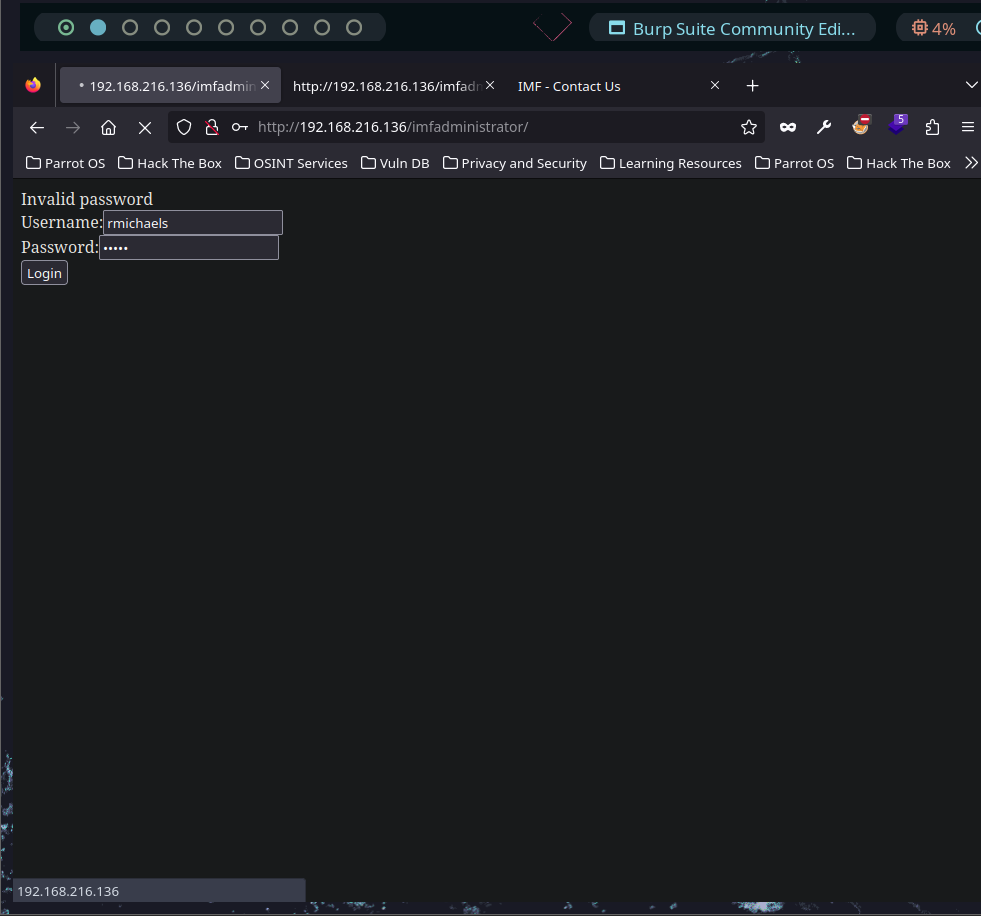 Burp Suite Community Edi...
4%
192.168.216.136/imfadmin
http://192.168.216.136/imfadn
IMF - Contact Us
http://192.168.216.136/imfadministrator/
5
Parrot OS
Hack The Box
OSINT Services
Vuln DB
Privacy and Security
Learning Resources
Parrot OS
Hack The Box
Invalid password
Username: rmichaels
Password: •••••
Login
192.168.216.136